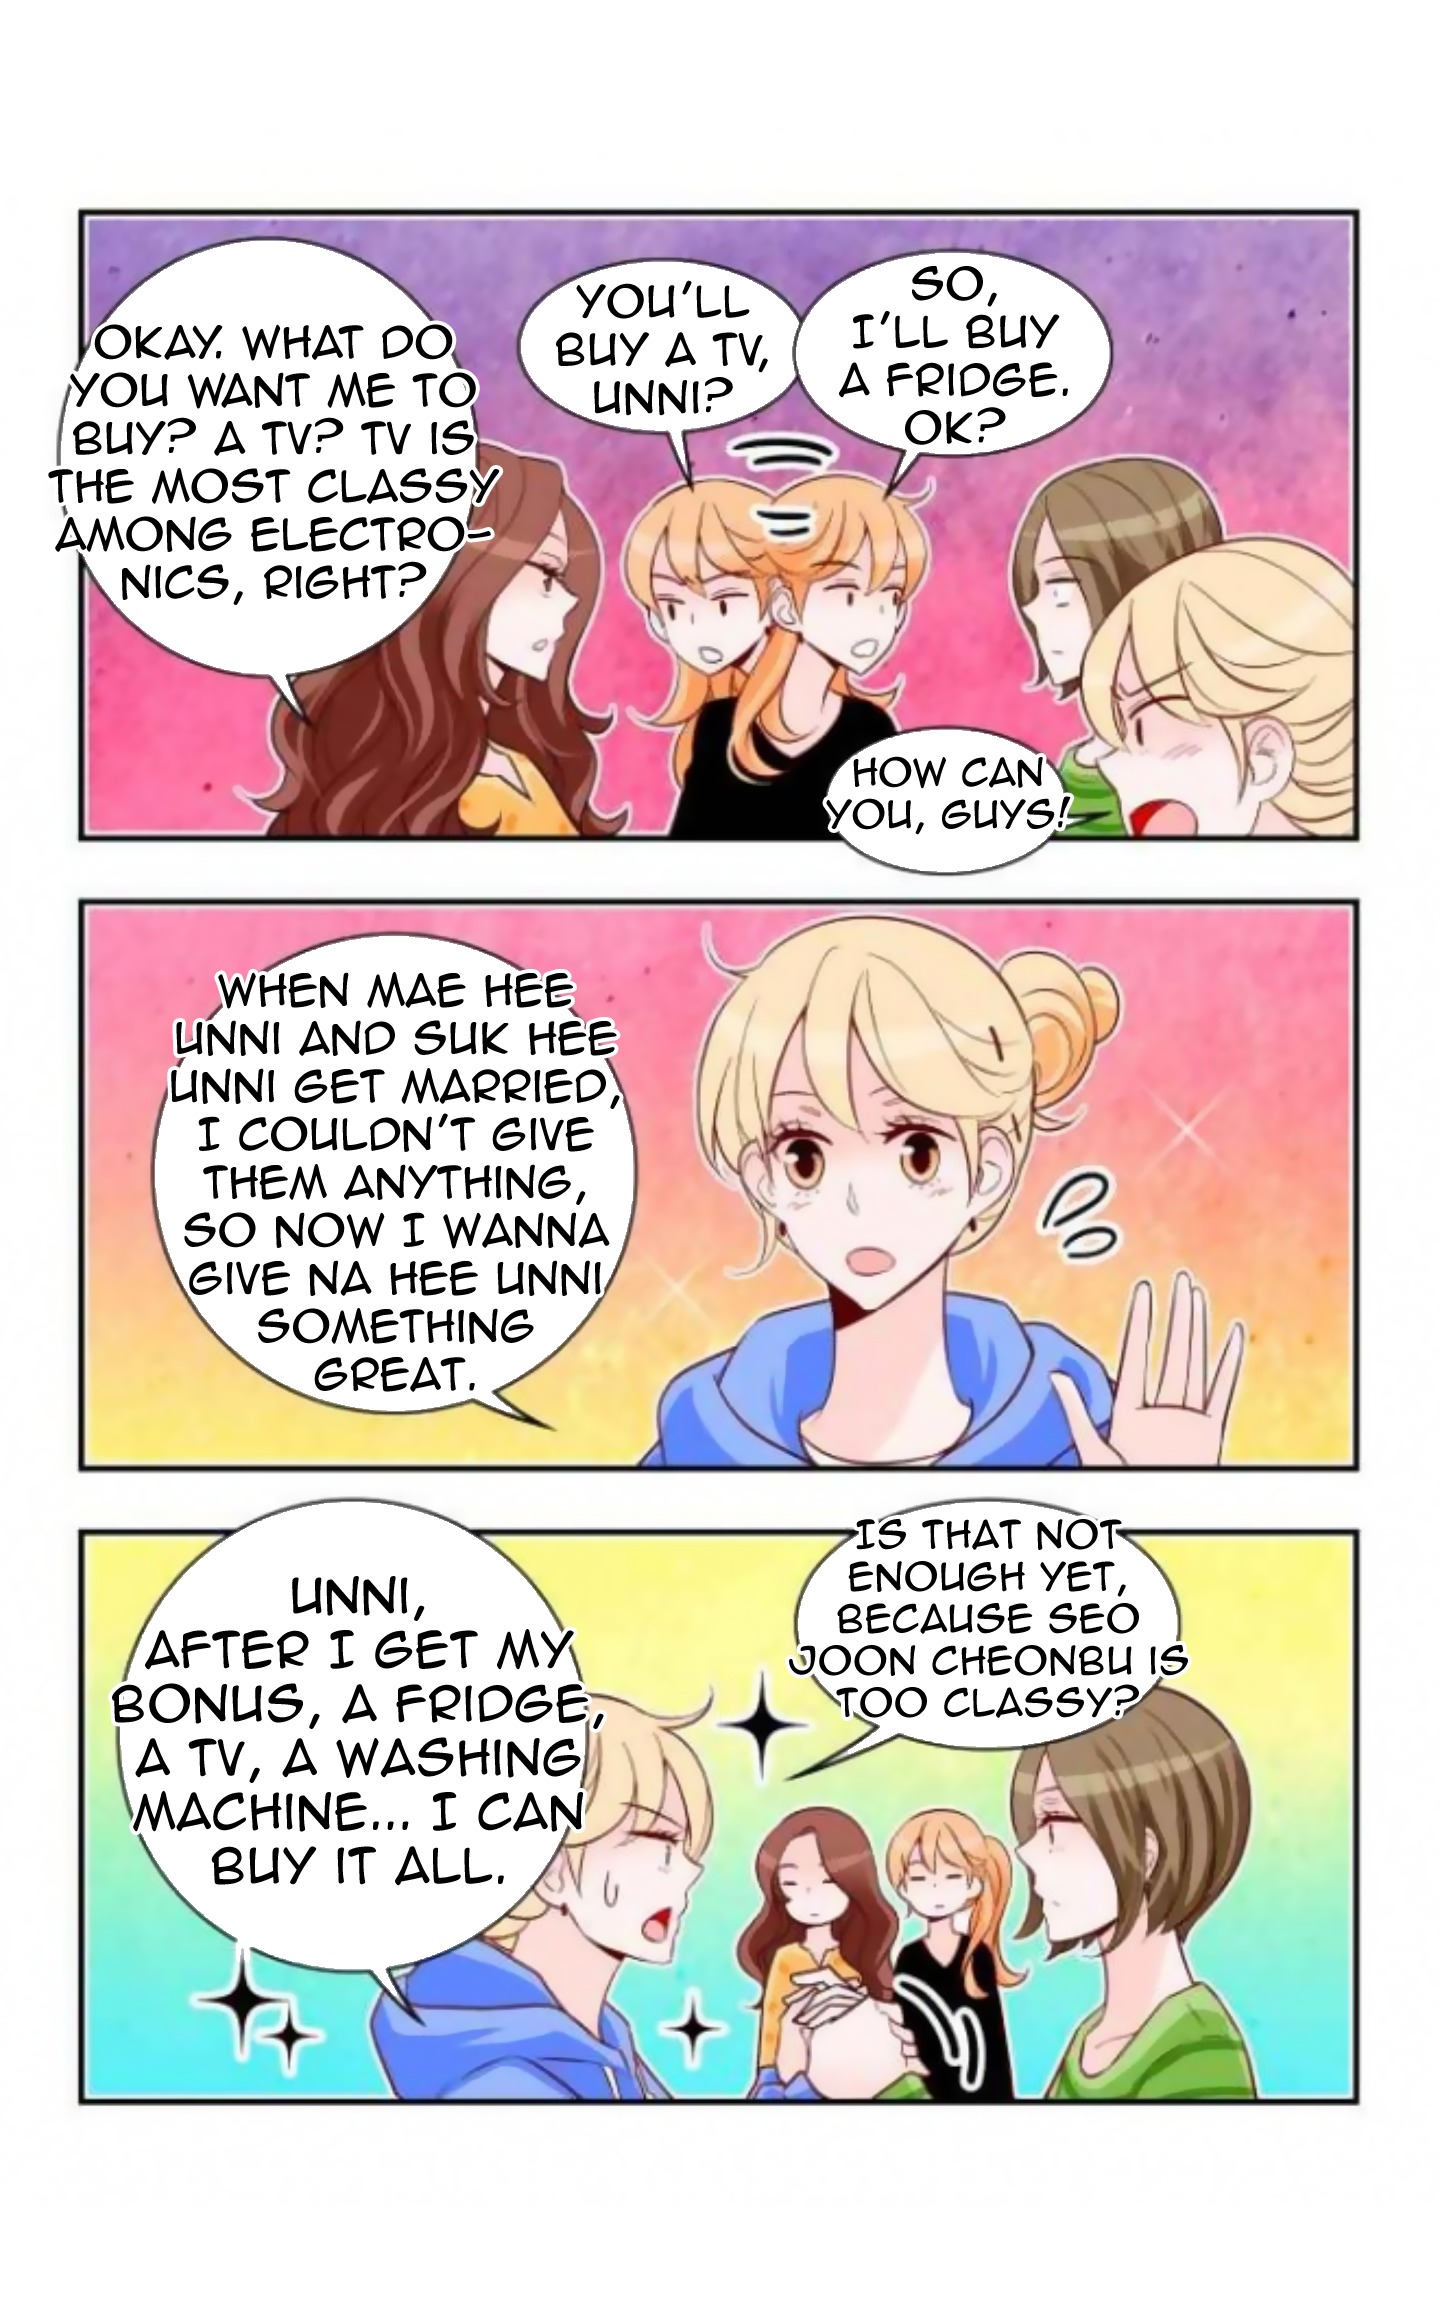 OKAY. WHAT DO
YOU WANT ME TO
BUY? A TV? TV IS
THE MOST CLASSY
AMONG ELECTRO-
NICS, RIGHT?
YOU'LL
BUY A TV,
UNNI?
SO,
I'LL BUY
A FRIDGE.
OK?
HOW CAN
YOU, GUYS!
WHEN MAE HEE
UNNI AND SUK HEE
UNNI GET MARRIED,
I COULDN'T GIVE
THEM ANYTHING,
SO NOW I WANNA
GIVE NA HEE UNNI
SOMETHING
GREAT.
UNNI,
AFTER I GET MY
BONUS, A FRIDGE,
A TV, A WASHING
MACHINE... I CAN
BUY IT ALL.
IS THAT NOT
ENOUGH YET,
BECAUSE SEO
JOON CHEONBU IS
TOO CLASSY?